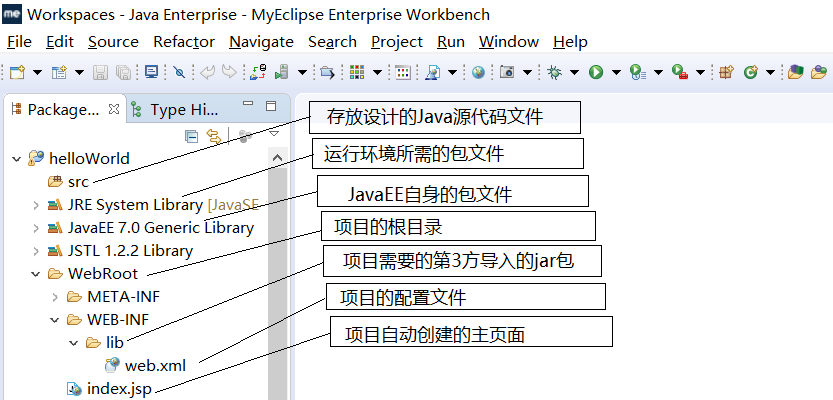 Workspaces - Java Enterprise - MyEclipse Enterprise Workbench
File Edit Source Refactor Navigate Search Project Run Window Help
Package... Type Hi...
存放设计的Java源代码文件
helloWorld
运行环境所需的包文件
src
JavaEE自身的包文件
JRE System Library [JavaSE
项目的根目录
JavaEE 7.0 Generic Library
JSTL 1.2.2 Library
项目需要的第3方导入的jar包
WebRoot
META-INF
项目的配置文件
WEB-INF
项目自动创建的主页面
lib
web.xml
index.jsp